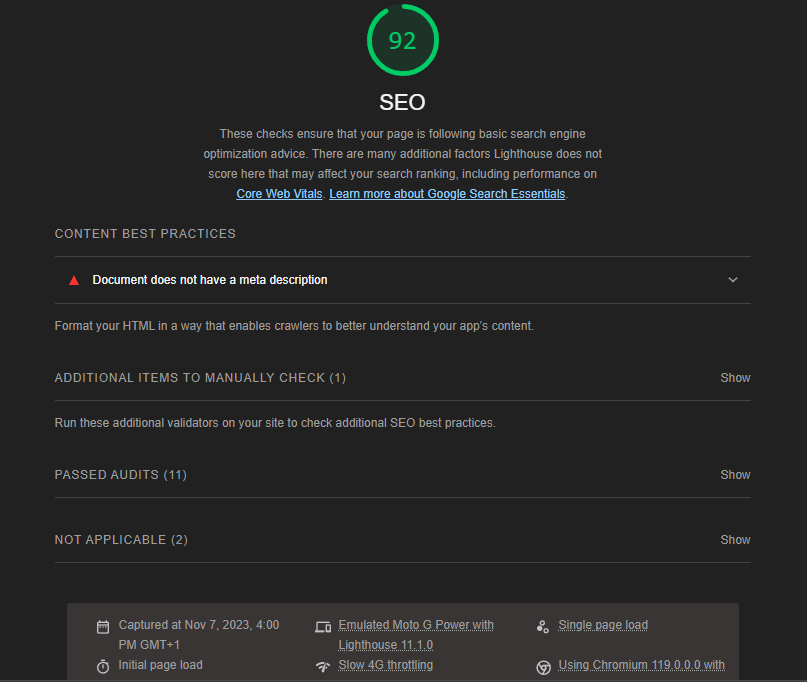 92
SEO
These checks ensure that your page is following basic search engine
optimization advice. There are many additional factors Lighthouse does not
score here that may affect your search ranking, including performance on
Core Web Vitals. Learn more about Google Search Essentials.
CONTENT BEST PRACTICES
Document does not have a meta description
Format your HTML in a way that enables crawlers to better understand your app's content.
ADDITIONAL ITEMS TO MANUALLY CHECK (1)
Show
Run these additional validators on your site to check additional SEO best practices.
PASSED AUDITS (11)
Show
NOT APPLICABLE (2)
Show
Captured at Nov 7, 2023, 4:00
PM GMT+1
Emulated Moto G Power with
Lighthouse 11.1.0
Single page load
Initial page load
Slow 4G throttling
Using Chromium 119.0.0.0 with